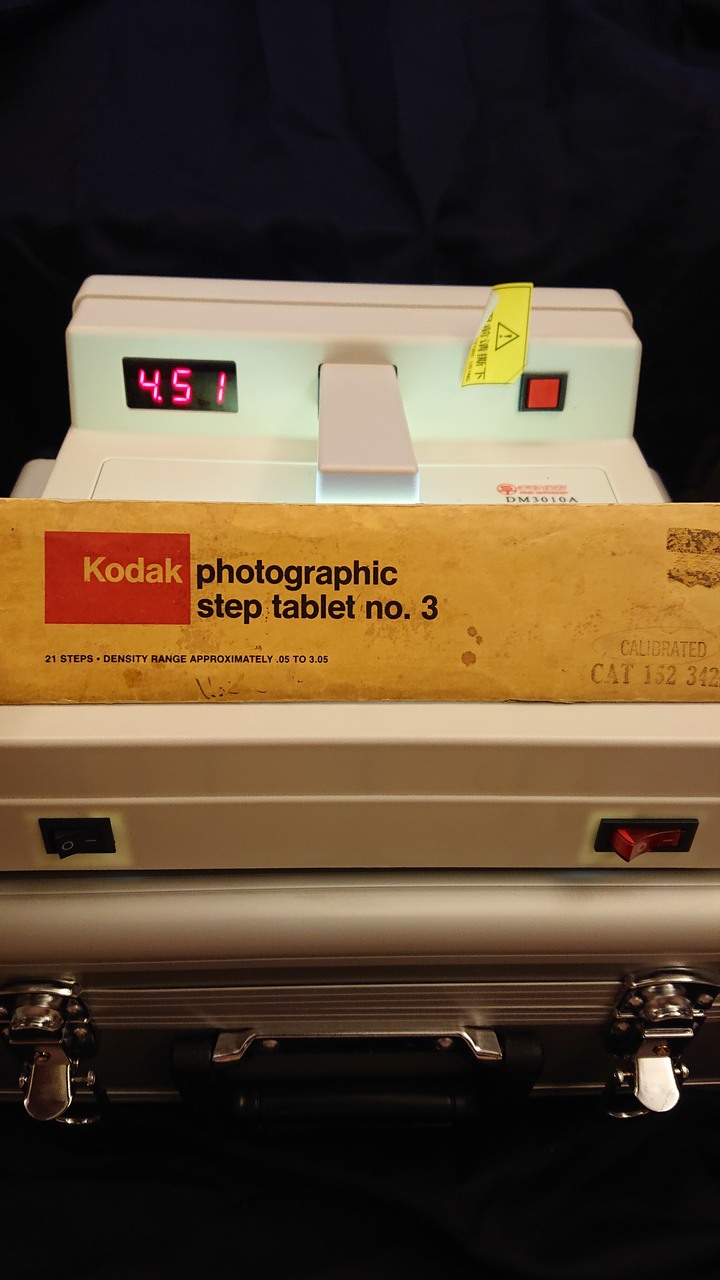 4.51
DM3010A
Kodak photographic
step tablet no. 3
21 STEPS • DENSITY RANGE APPROXIMATELY .05 TO 3.05
CALIBRATED
CAT 152 342